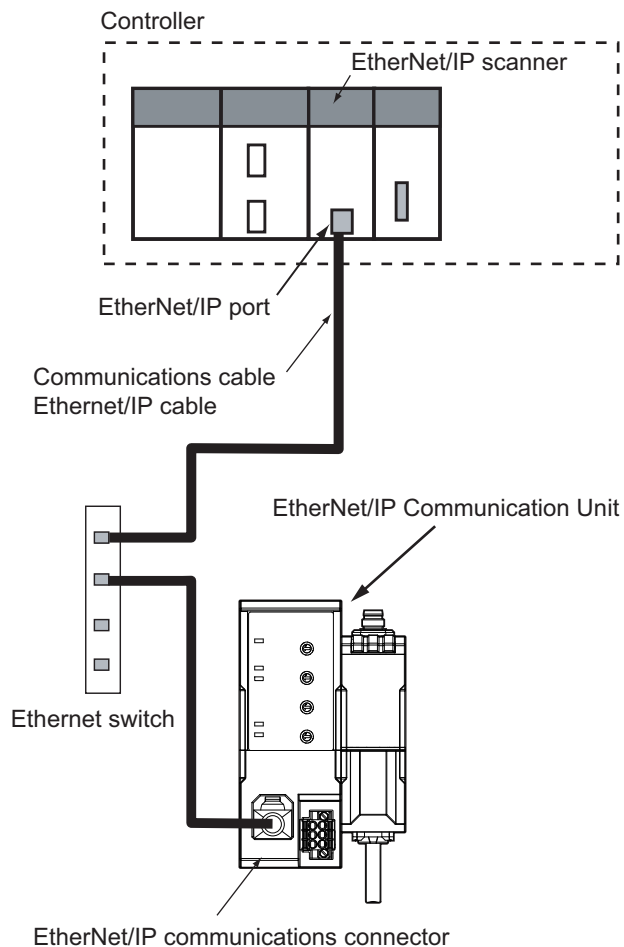 Controller
EtherNet/IP scanner
EtherNet/IP port
Communications cable
Ethernet/IP cable
EtherNet/IP Communication Unit
Ethernet switch
EtherNet/IP communications connector